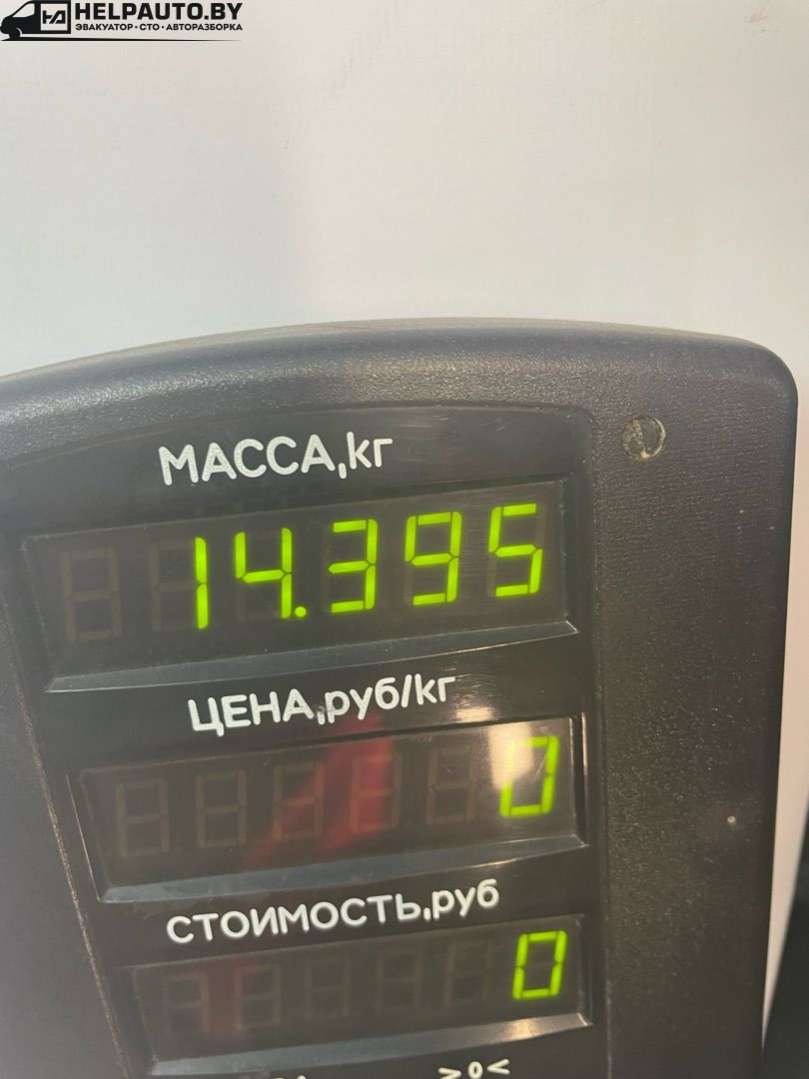 HELPAUTO.BY
ЭВАКУАТОР • СТО • АВТОРАЗБОРКА
МАССА,кг
14.395
ЦЕНА,руб/кг
0
СТОИМОСТЬ,руб
0
>0<